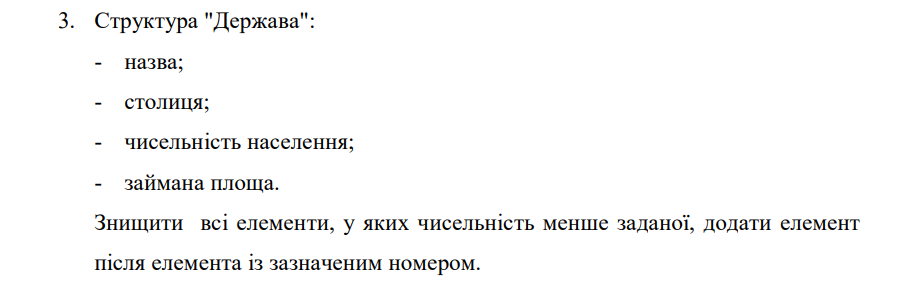 3. Структура "Держава":
- назва;
- столиця;
- чисельність населення;
- займана площа.
Знищити всі елементи, у яких чисельність менше заданої, додати елемент
після елемента із зазначеним номером.